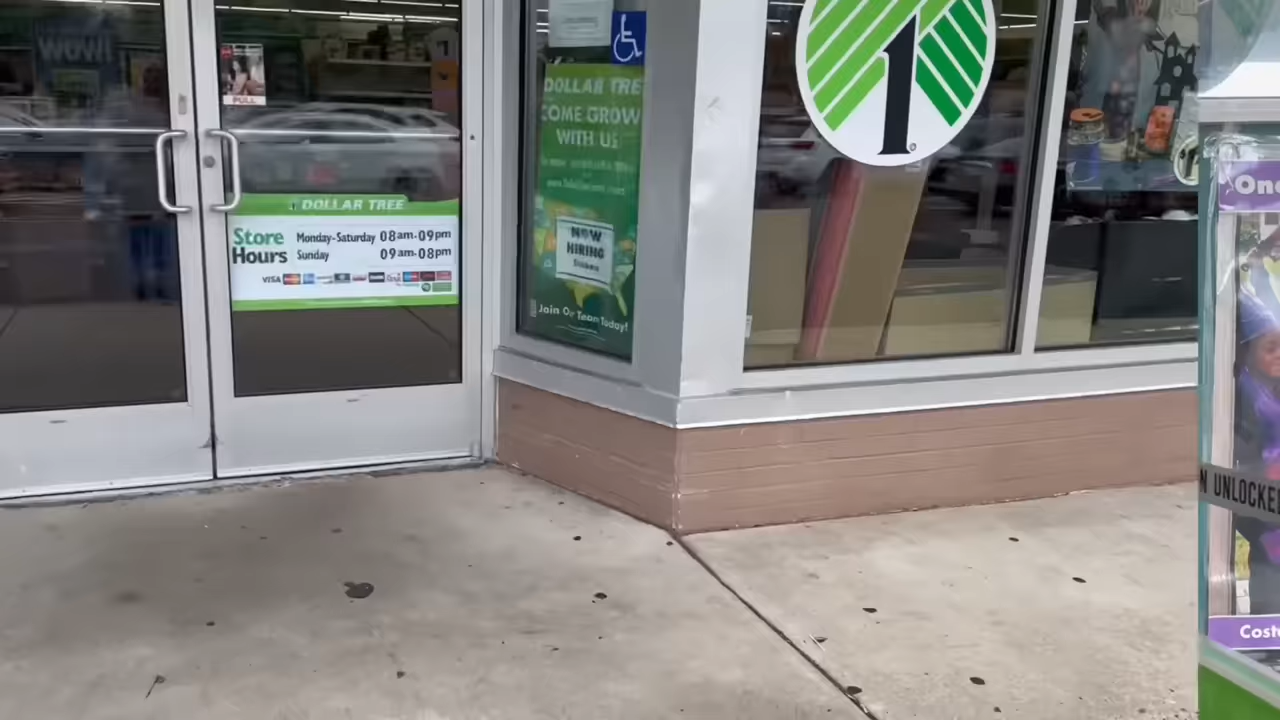 WOW!
PULL
DOLLAR TREE
Store Hours
Monday-Saturday 08am-09pm
Sunday 09am-08pm
VISA
DOLLAR TREE
COME GROW
WITH US
NOW
HIRING
Join Our Team Today!
1
One
N UNLOCKED
Costu